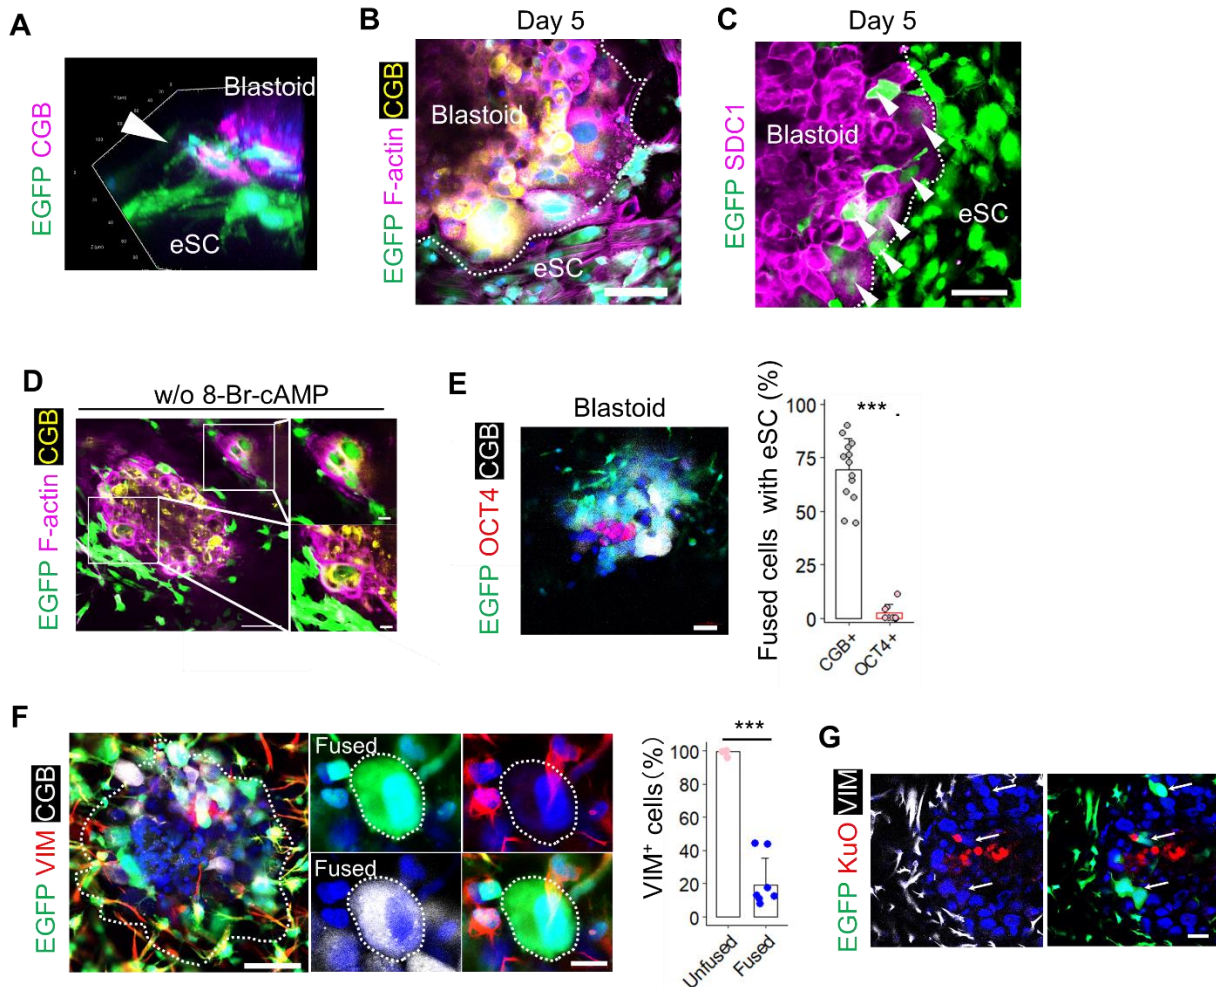 A
EGFP CGB
Blastoid
eSC
B
Day 5
EGFP F-actin CGB
Blastoid
eSC
C
Day 5
EGFP SDC1
Blastoid
eSC
D
w/o 8-Br-cAMP
EGFP F-actin CGB
E
Blastoid
EGFP OCT4 CGB
Fused cells with eSC (%)
100
75
50
25
0
***
CGB+
OCT4+
F
EGFP VIM CGB
Fused
Fused
VIM+ cells (%)
100
80
60
40
20
0
***
Unfused
Fused
G
EGFP KuO VIM